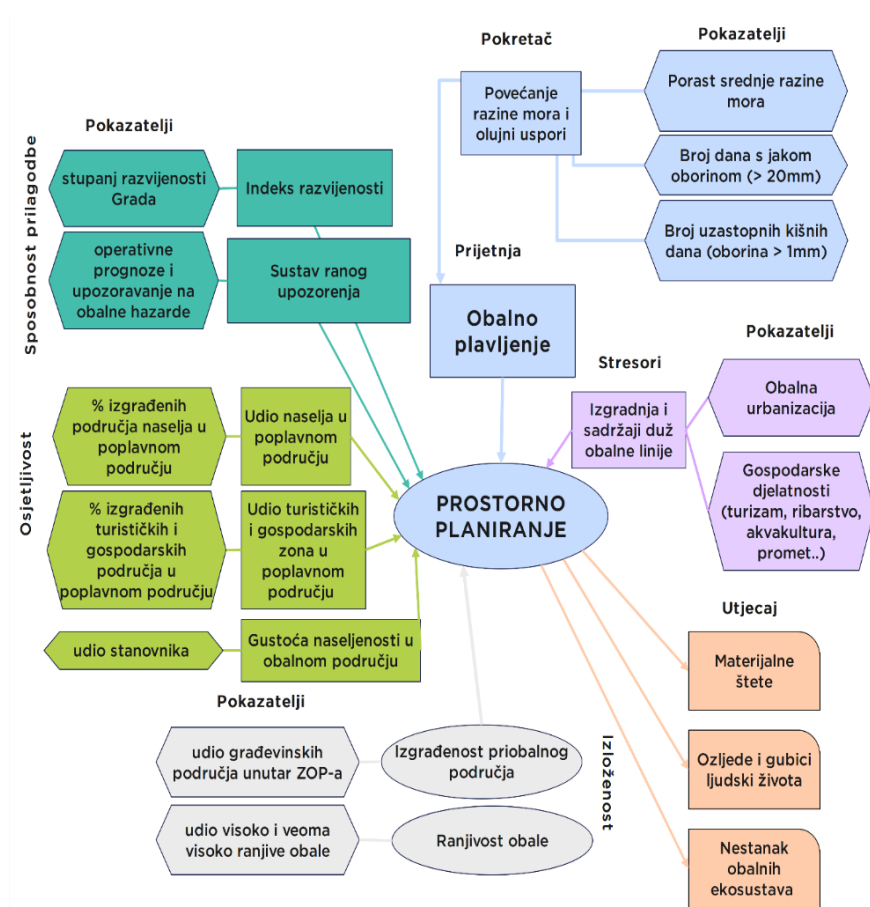 Pokretač
Pokazatelji
Povećanje
razine mora i
olujni uspori
Porast srednje razine
mora
Broj dana s jakom
oborinom (> 20mm)
Broj uzastopnih kišnih
dana (oborina > 1mm)
Sposobnost prilagodbe
Pokazatelji
stupanj razvijenosti
Grada
Indeks razvijenosti
operativne
prognoze i
upozoravanje na
obalne hazarde
Sustav ranog
upozorenja
Prijetnja
Obalno
plavljenje
Stresori
Pokazatelji
Izgradnja i
sadržaji duž
obalne linije
Obalna
urbanizacija
Gospodarske
djelatnosti
(turizam, ribarstvo,
akvakultura,
promet..)
Osjetljivost
% izgrađenih
područja naselja u
poplavnom
području
Udio naselja u
poplavnom
području
% izgrađenih
turističkih i
gospodarskih
područja u
poplavnom području
Udio turističkih
i gospodarskih
zona u
poplavnom
području
udio stanovnika
Gustoća naseljenosti u
obalnom području
PROSTORNO
PLANIRANJE
Pokazatelji
udio građevinskih
područja unutar ZOP-a
Izgrađenost priobalnog
područja
udio visoko i veoma
visoko ranjive obale
Ranjivost obale
Izloženost
Utjecaj
Materijalne
štete
Ozljede i gubici
ljudski života
Nestanak
obalnih
ekosustava